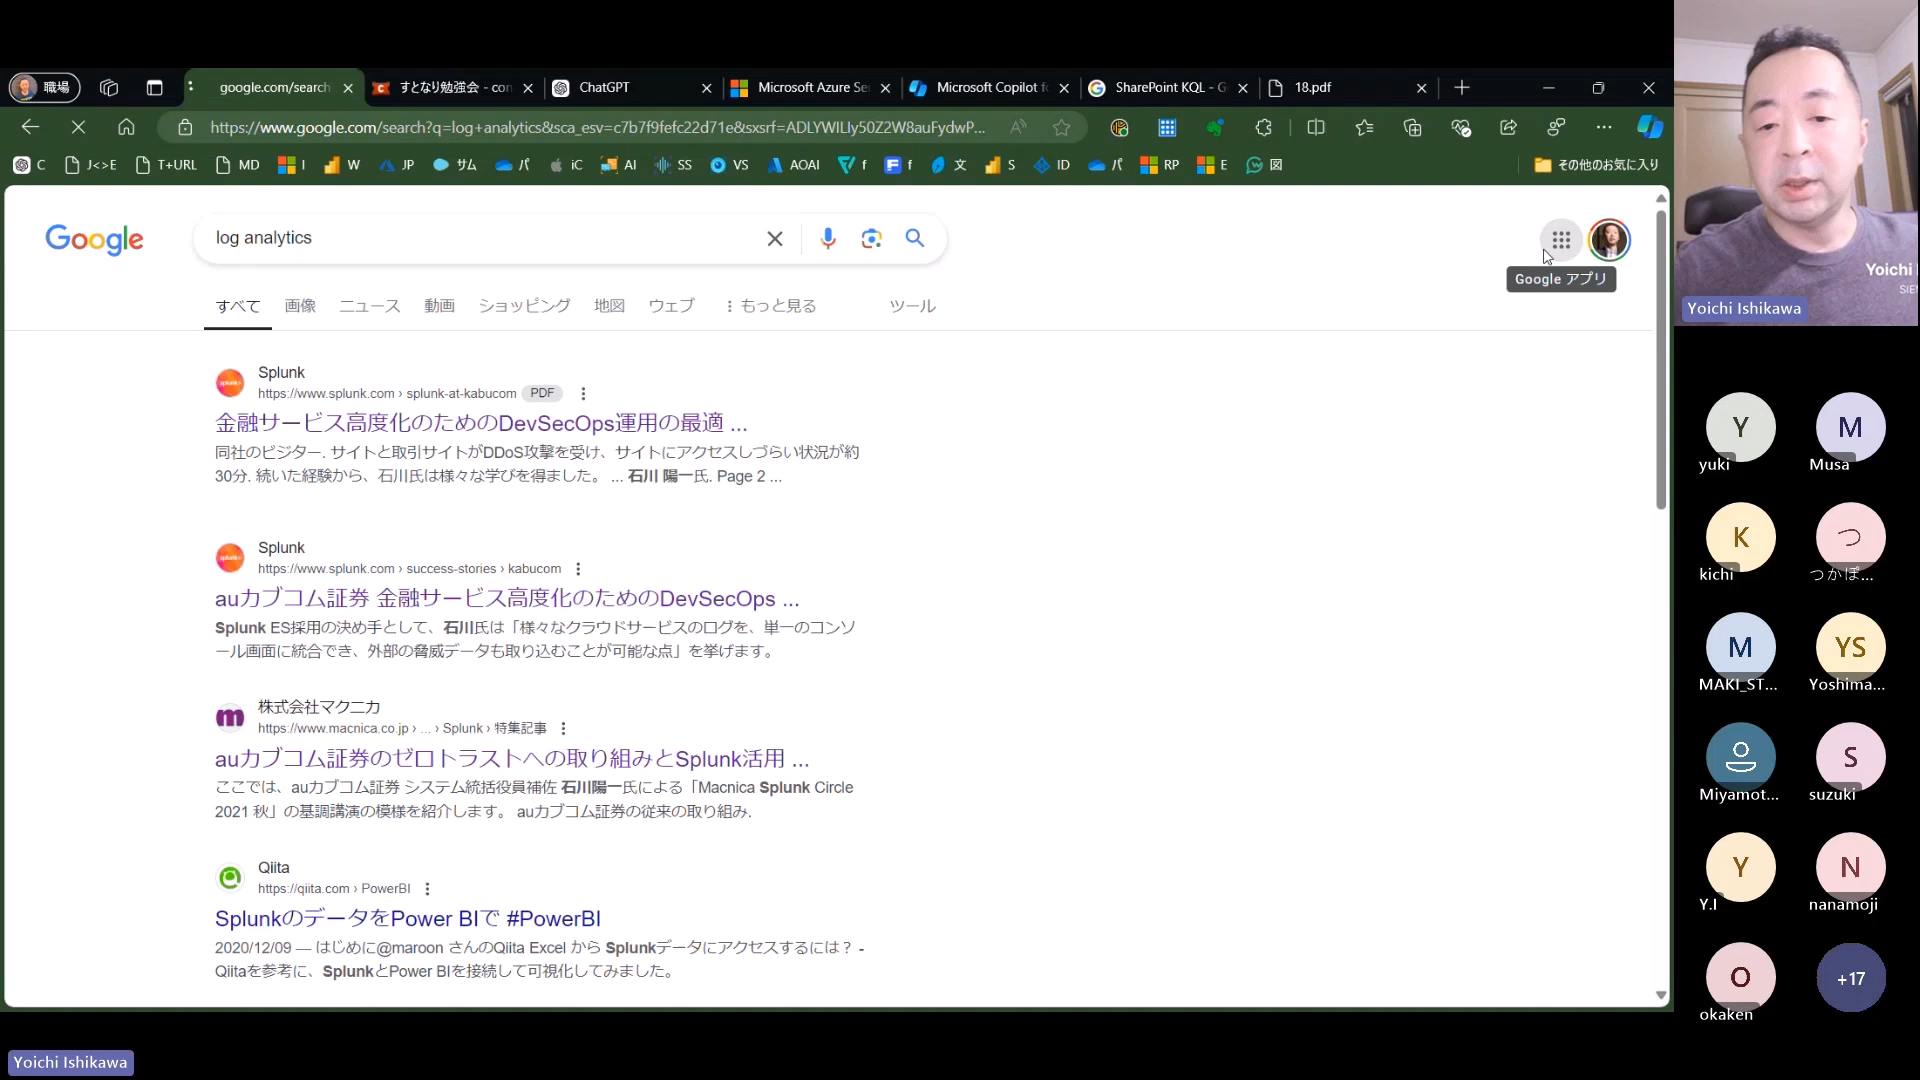 職場
google.com/search
すとなり勉強会 - con
ChatGPT
Microsoft Azure Se
Microsoft Copilot f
SharePoint KQL - G
18.pdf
https://www.google.com/search?q=log+analytics&sca_esv=c7b7f9fefc22d71e&sxsrf=ADLYWILIy50Z2W8auFydwP...
C
J<>E
T+URL
MD
I
W
JP
サム
パ
iC
AI
SS
VS
AOAI
f
f
文
S
ID
パ
RP
E
図
その他のお気に入り
Google
log analytics
Google アプリ
すべて
画像
ニュース
動画
ショッピング
地図
ウェブ
もっと見る
ツール
Splunk
https://www.splunk.com › splunk-at-kabucom PDF
金融サービス高度化のためのDevSecOps運用の最適 ...
同社のビジター. サイトと取引サイトがDDoS攻撃を受け、サイトにアクセスしづらい状況が約
30分. 続いた経験から、石川氏は様々な学びを得ました。 ... 石川 陽一氏. Page 2 ...
Splunk
https://www.splunk.com › success-stories › kabucom
auカブコム証券 金融サービス高度化のためのDevSecOps ...
Splunk ES採用の決め手として、石川氏は「様々なクラウドサービスのログを、単一のコンソ
ール画面に統合でき、外部の脅威データも取り込むことが可能な点」を挙げます。
株式会社マクニカ
https://www.macnica.co.jp › ... › Splunk › 特集記事
auカブコム証券のゼロトラストへの取り組みとSplunk活用 ...
ここでは、auカブコム証券 システム統括役員補佐 石川陽一氏による「Macnica Splunk Circle
2021 秋」の基調講演の模様を紹介します。 auカブコム証券の従来の取り組み.
Qiita
https://qiita.com › PowerBI
SplunkのデータをPower BIで #PowerBI
2020/12/09 — はじめに@maroon さんのQiita Excel から Splunkデータにアクセスするには？ -
Qiitaを参考に、SplunkとPower BIを接続して可視化してみました。
Yoichi
SIE
Yoichi Ishikawa
Y
yuki
M
Musa
K
kichi
つ
つかぽ...
M
MAKI_ST...
YS
Yoshima...
Miyamot...
S
suzuki
Y
Y.I
N
nanamoji
O
okaken
+17
Yoichi Ishikawa